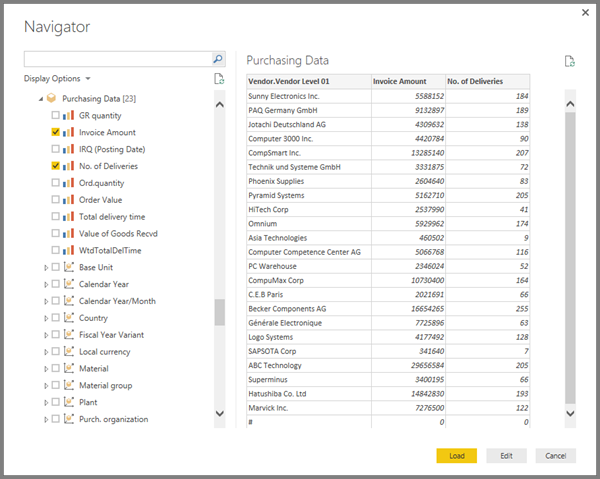 Navigator
Display Options
Purchasing Data [23]
GR quantity
Invoice Amount
IRQ (Posting Date)
No. of Deliveries
Ord.quantity
Order Value
Total delivery time
Value of Goods Recvd
WtdTotalDelTime
Base Unit
Calendar Year
Calendar Year/Month
Country
Fiscal Year Variant
Local currency
Material
Material group
Plant
Purch. organization
Purchasing Data
Vendor.Vendor Level 01 Invoice Amount No. of Deliveries
Sunny Electronics Inc. 5588152 184
PAQ Germany GmbH 9132897 189
Jotachi Deutschland AG 4309632 138
Computer 3000 Inc. 4420784 90
CompSmart Inc. 13285140 207
Technik und Systeme GmbH 3331875 72
Phoenix Supplies 2604640 83
Pyramid Systems 5162710 205
HiTech Corp 2537990 41
Omnium 5929962 174
Asia Technologies 460502 9
Computer Competence Center AG 5066768 116
PC Warehouse 2346024 52
CompuMax Corp 10730400 164
C.E.B Paris 2021691 66
Becker Components AG 16654265 255
Générale Electronique 7725896 63
Logo Systems 4177492 128
SAPSOTA Corp 341640 7
ABC Technology 29656584 205
Superminus 3400195 66
Hatushiba Co. Ltd 14842830 193
Marvick Inc. 7276500 122
# 0 0
Load Edit Cancel